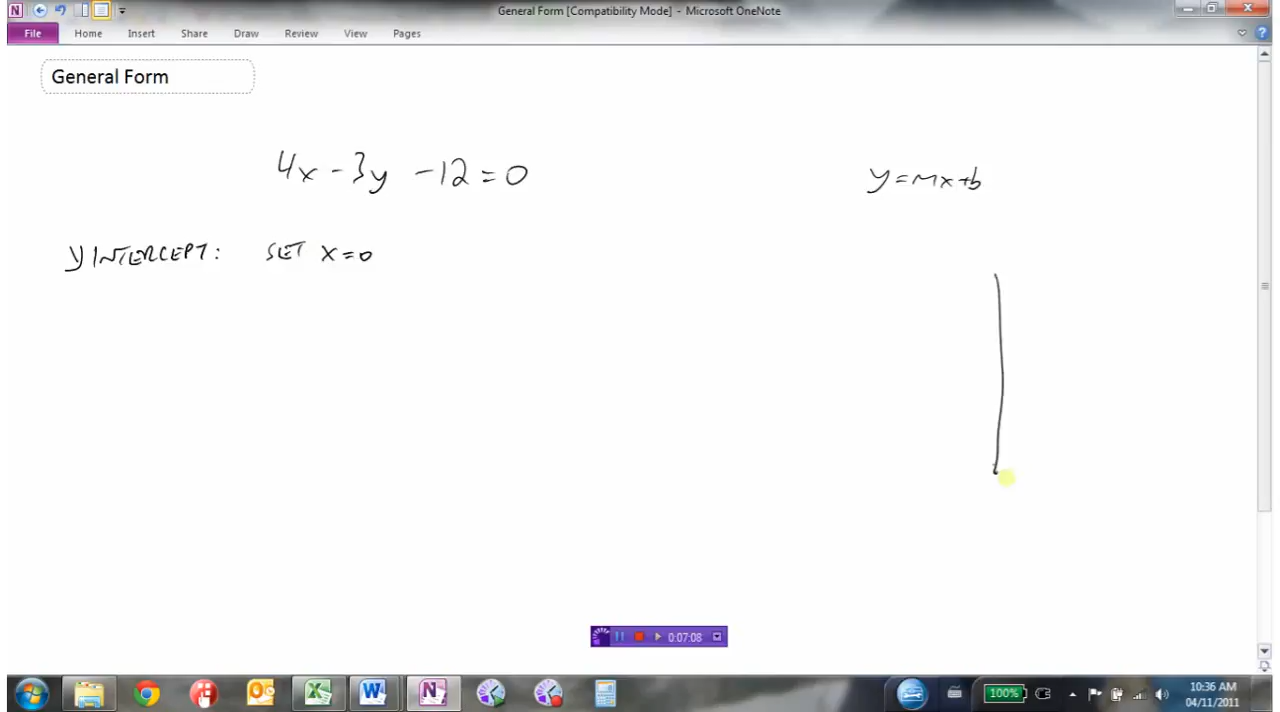 General Form [Compatibility Mode] - Microsoft OneNote
File Home Insert Share Draw Review View Pages
General Form
4x - 3y - 12 = 0
y = mx + b
y INTERCEPT: SET x = 0
0:07:08
100%
10:36 AM
04/11/2011